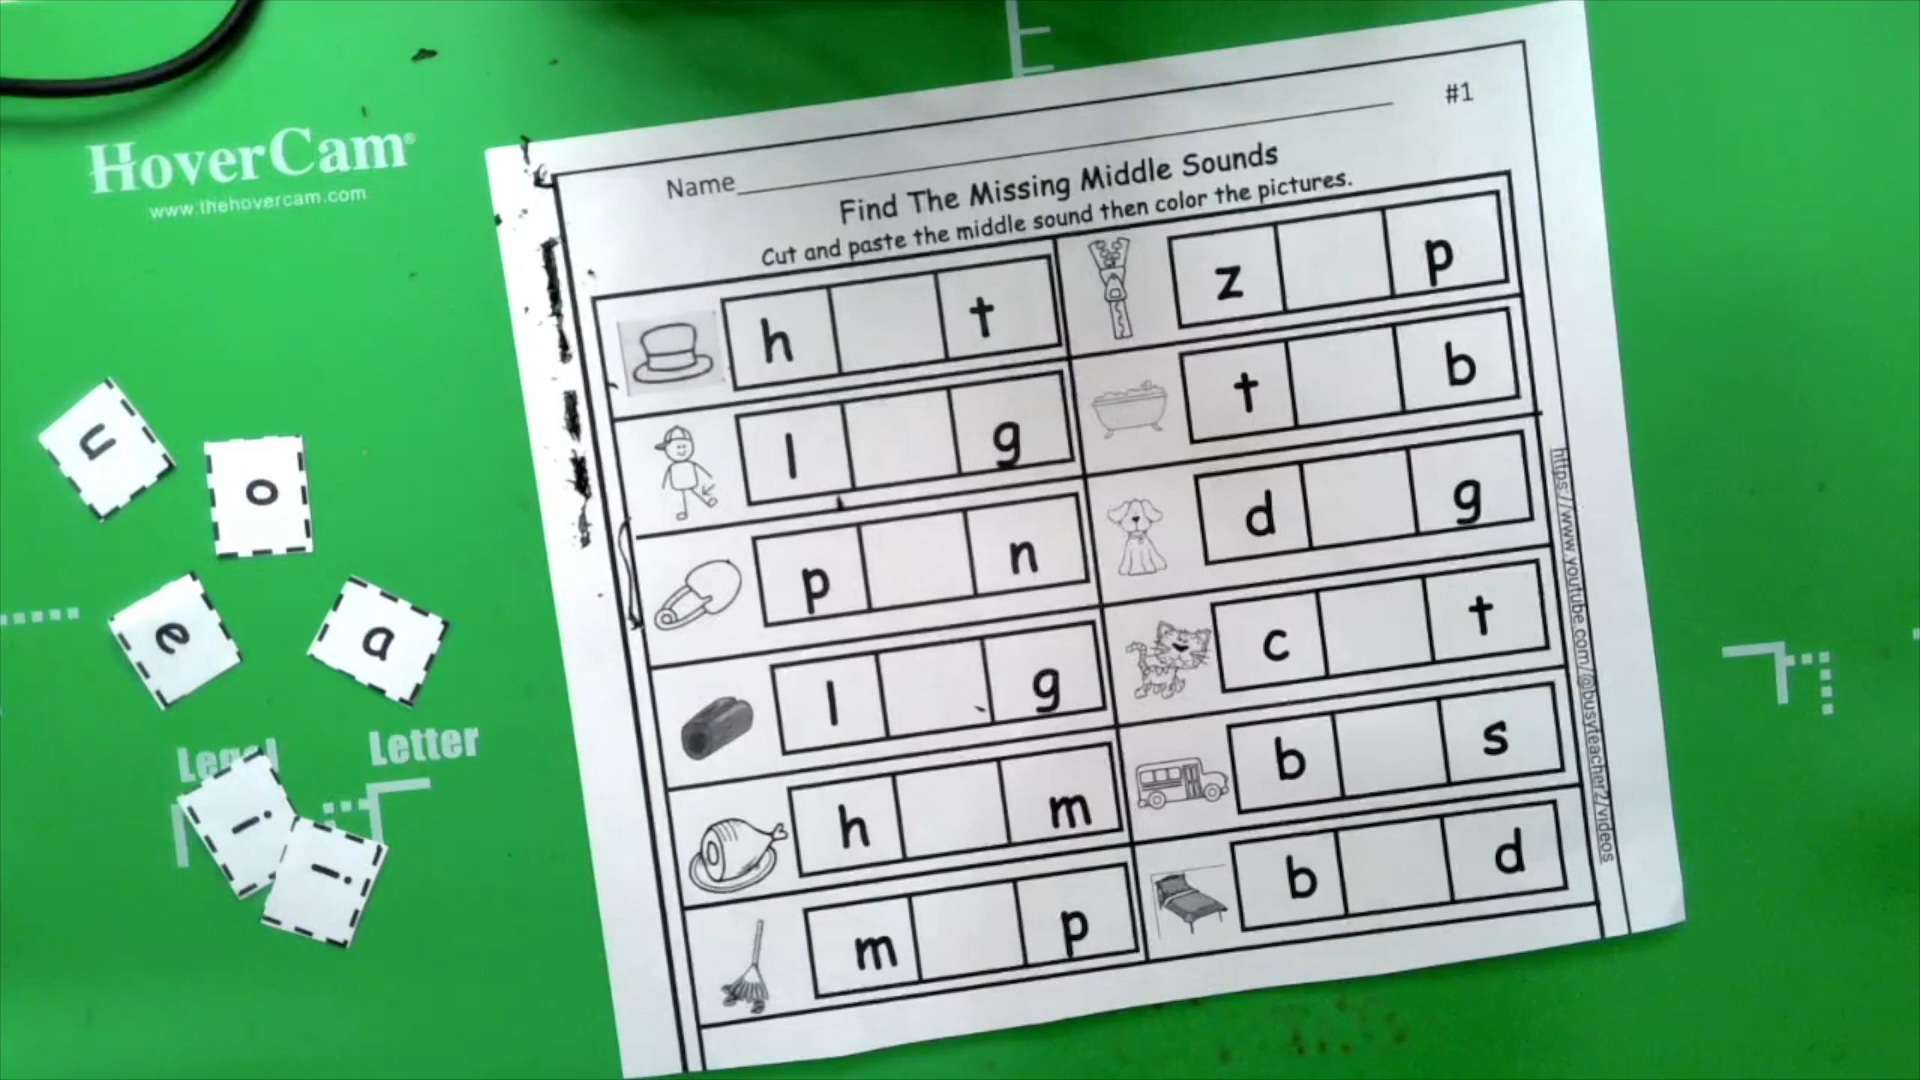 HoverCam®
www.thehovercam.com
#1
Name
Find The Missing Middle Sounds
Cut and paste the middle sound then color the pictures.
h t
z p
l g
t b
p n
d g
l g
c t
h m
b s
m p
b d
https://www.youtube.com/@busyteacher22/videos
u
o
e
a
Legal
Letter
i
i